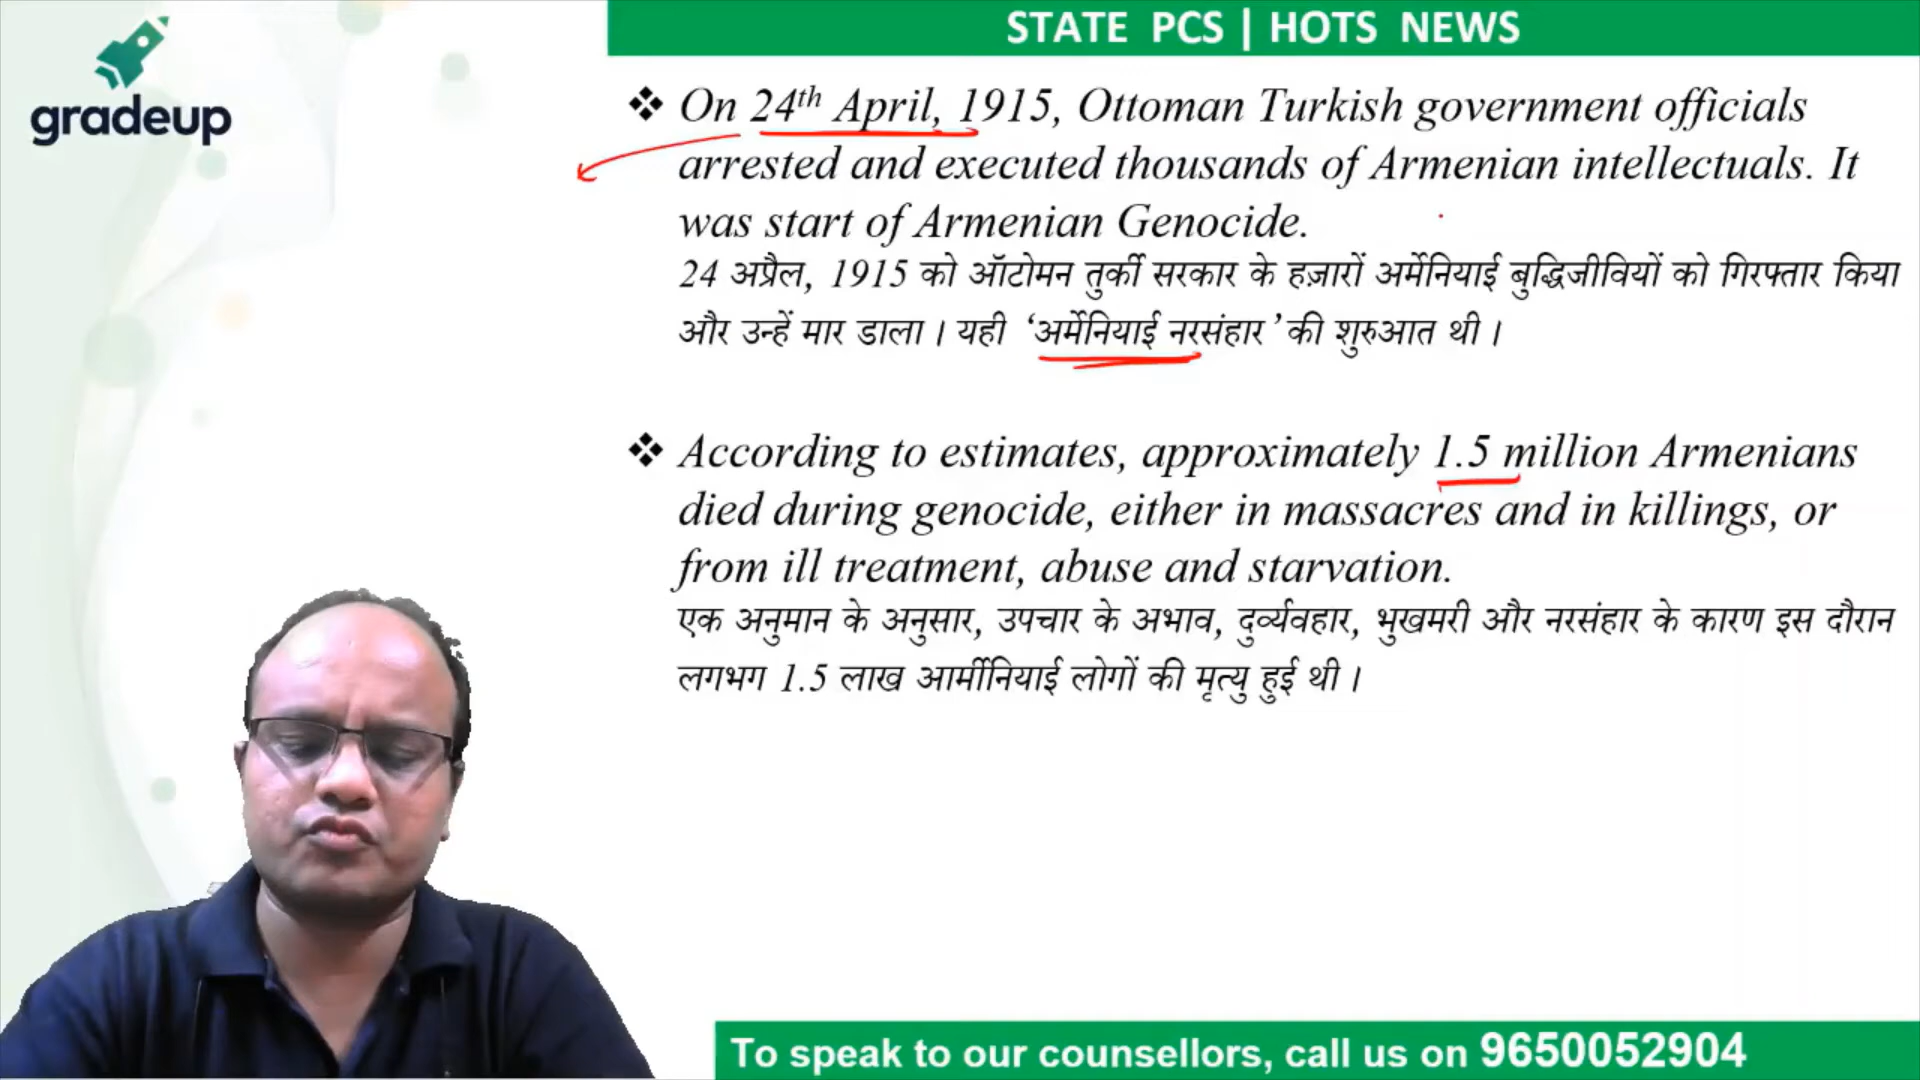 gradeup
STATE PCS | HOTS NEWS
❖ On 24th April, 1915, Ottoman Turkish government officials
arrested and executed thousands of Armenian intellectuals. It
was start of Armenian Genocide.
24 अप्रैल, 1915 को ऑटोमन तुर्की सरकार के हज़ारों अर्मेनियाई बुद्धिजीवियों को गिरफ्तार किया
और उन्हें मार डाला । यही ‘अर्मेनियाई नरसंहार’ की शुरुआत थी ।
❖ According to estimates, approximately 1.5 million Armenians
died during genocide, either in massacres and in killings, or
from ill treatment, abuse and starvation.
एक अनुमान के अनुसार, उपचार के अभाव, दुर्व्यवहार, भुखमरी और नरसंहार के कारण इस दौरान
लगभग 1.5 लाख आर्मीनियाई लोगों की मृत्यु हुई थी ।
To speak to our counsellors, call us on 9650052904